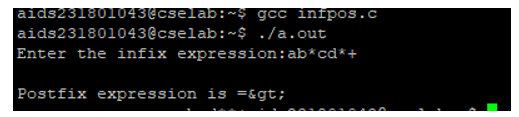 aids231801043@cselab:~$ gcc infpos.c
aids231801043@cselab:~$ ./a.out
Enter the infix expression:ab*cd*+
Postfix expression is =&gt;